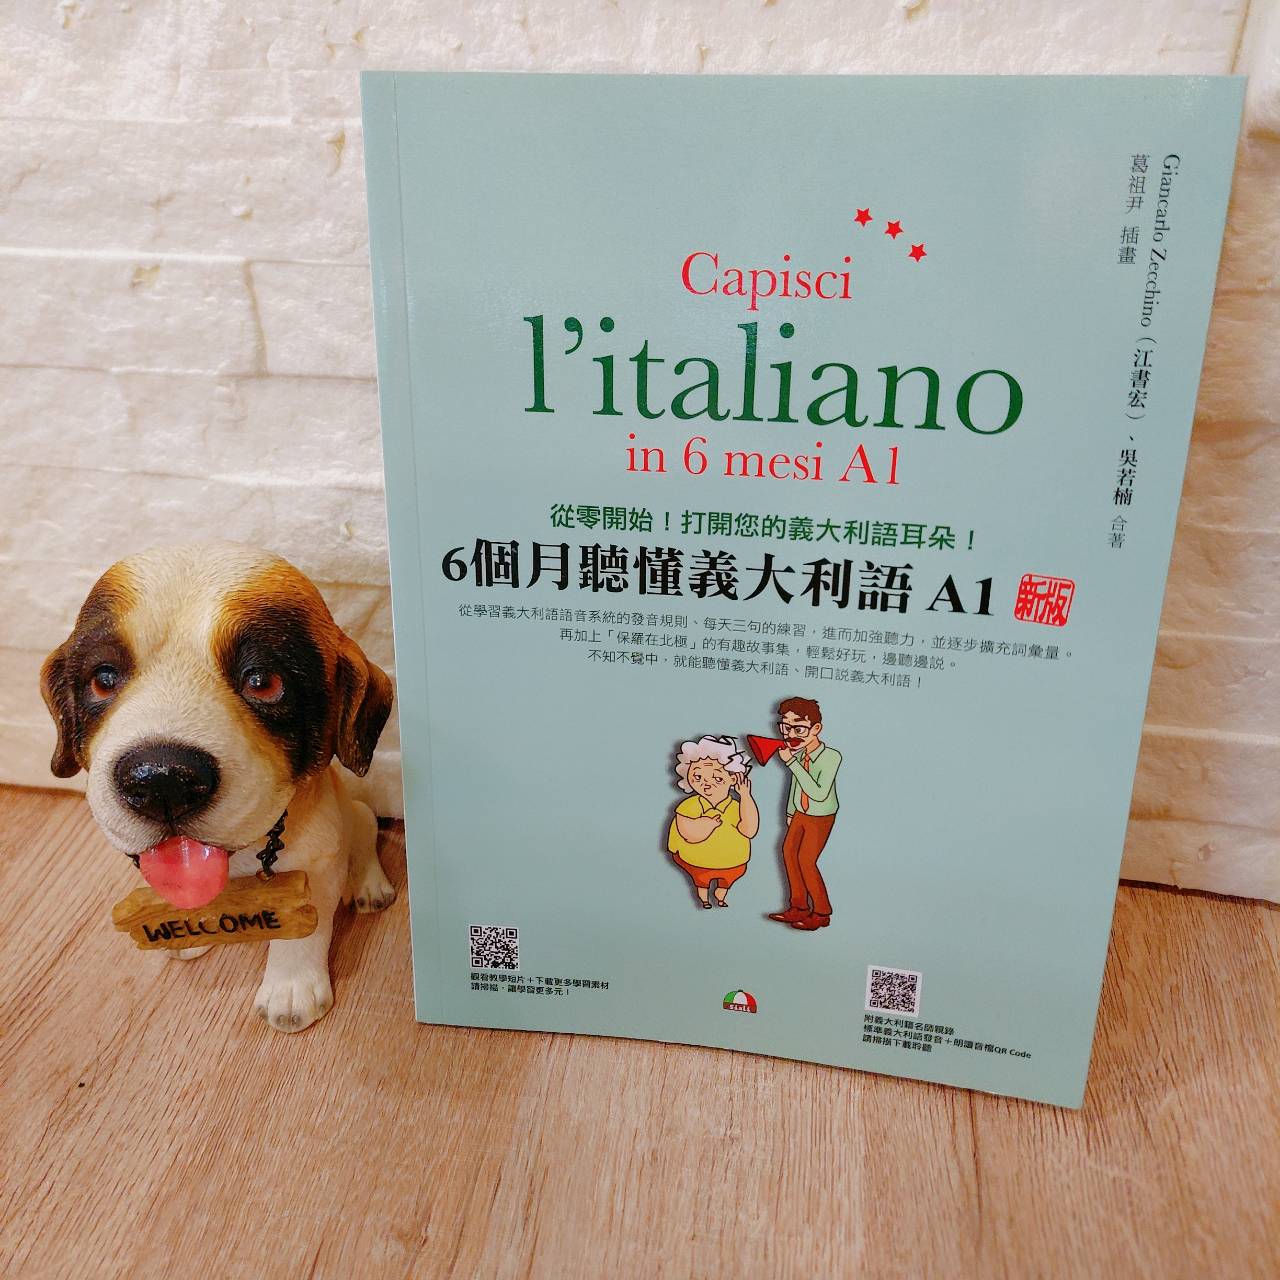 Capisci
l'italiano
in 6 mesi A1
從零開始！打開您的義大利語耳朵！
6個月聽懂義大利語 A1 新版
從學習義大利語語音系統的發音規則、每天三句的練習，進而加強聽力，並逐步擴充詞彙量。
再加上「保羅在北極」的有趣故事集，輕鬆好玩，邊聽邊說。
不知不覺中，就能聽懂義大利語、開口說義大利語！
Giancarlo Zecchino（江書宏）、吳若楠 合著
葛祖尹 插畫
觀看教學短片＋下載更多學習素材
請掃描，讓學習更多元！
附義大利籍名師親錄
標準義大利語發音＋朗讀音檔QR Code
請掃描下載聆聽
WELCOME